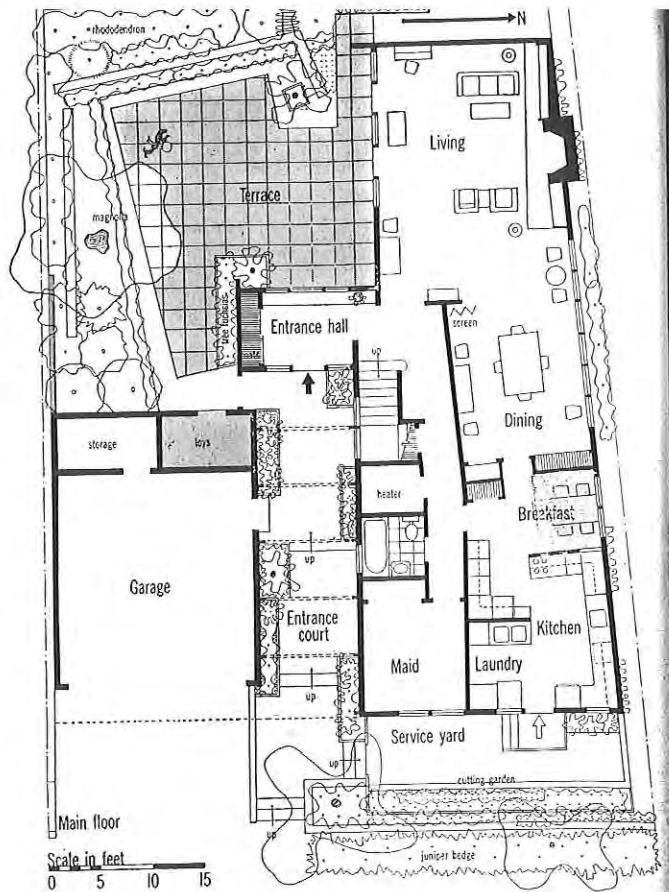 N
rhododendron
Living
Terrace
magnolia
tree fuchsias
Entrance hall
screen
up
Dining
storage
toys
heater
Breakfast
up
Garage
Entrance
court
Kitchen
Maid
Laundry
up
Service yard
up
cutting garden
Main floor
up
juniper hedge
Scale in feet
0 5 10 15